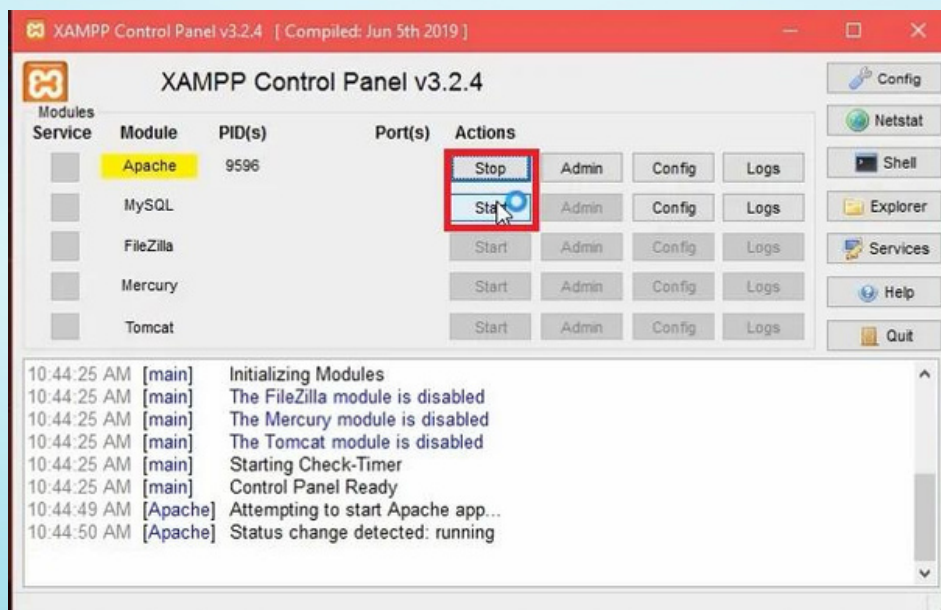 XAMPP Control Panel v3.2.4 [ Compiled: Jun 5th 2019 ]
XAMPP Control Panel v3.2.4
Config
Modules
Service Module PID(s) Port(s) Actions
Netstat
Apache 9596 Stop Admin Config Logs
Shell
MySQL Admin Config Logs
Explorer
FileZilla Start Admin Config Logs
Services
Mercury Start Admin Config Logs
Help
Tomcat Start Admin Config Logs
Quit
10:44:25 AM [main] Initializing Modules
10:44:25 AM [main] The FileZilla module is disabled
10:44:25 AM [main] The Mercury module is disabled
10:44:25 AM [main] The Tomcat module is disabled
10:44:25 AM [main] Starting Check-Timer
10:44:25 AM [main] Control Panel Ready
10:44:49 AM [Apache] Attempting to start Apache app...
10:44:50 AM [Apache] Status change detected: running